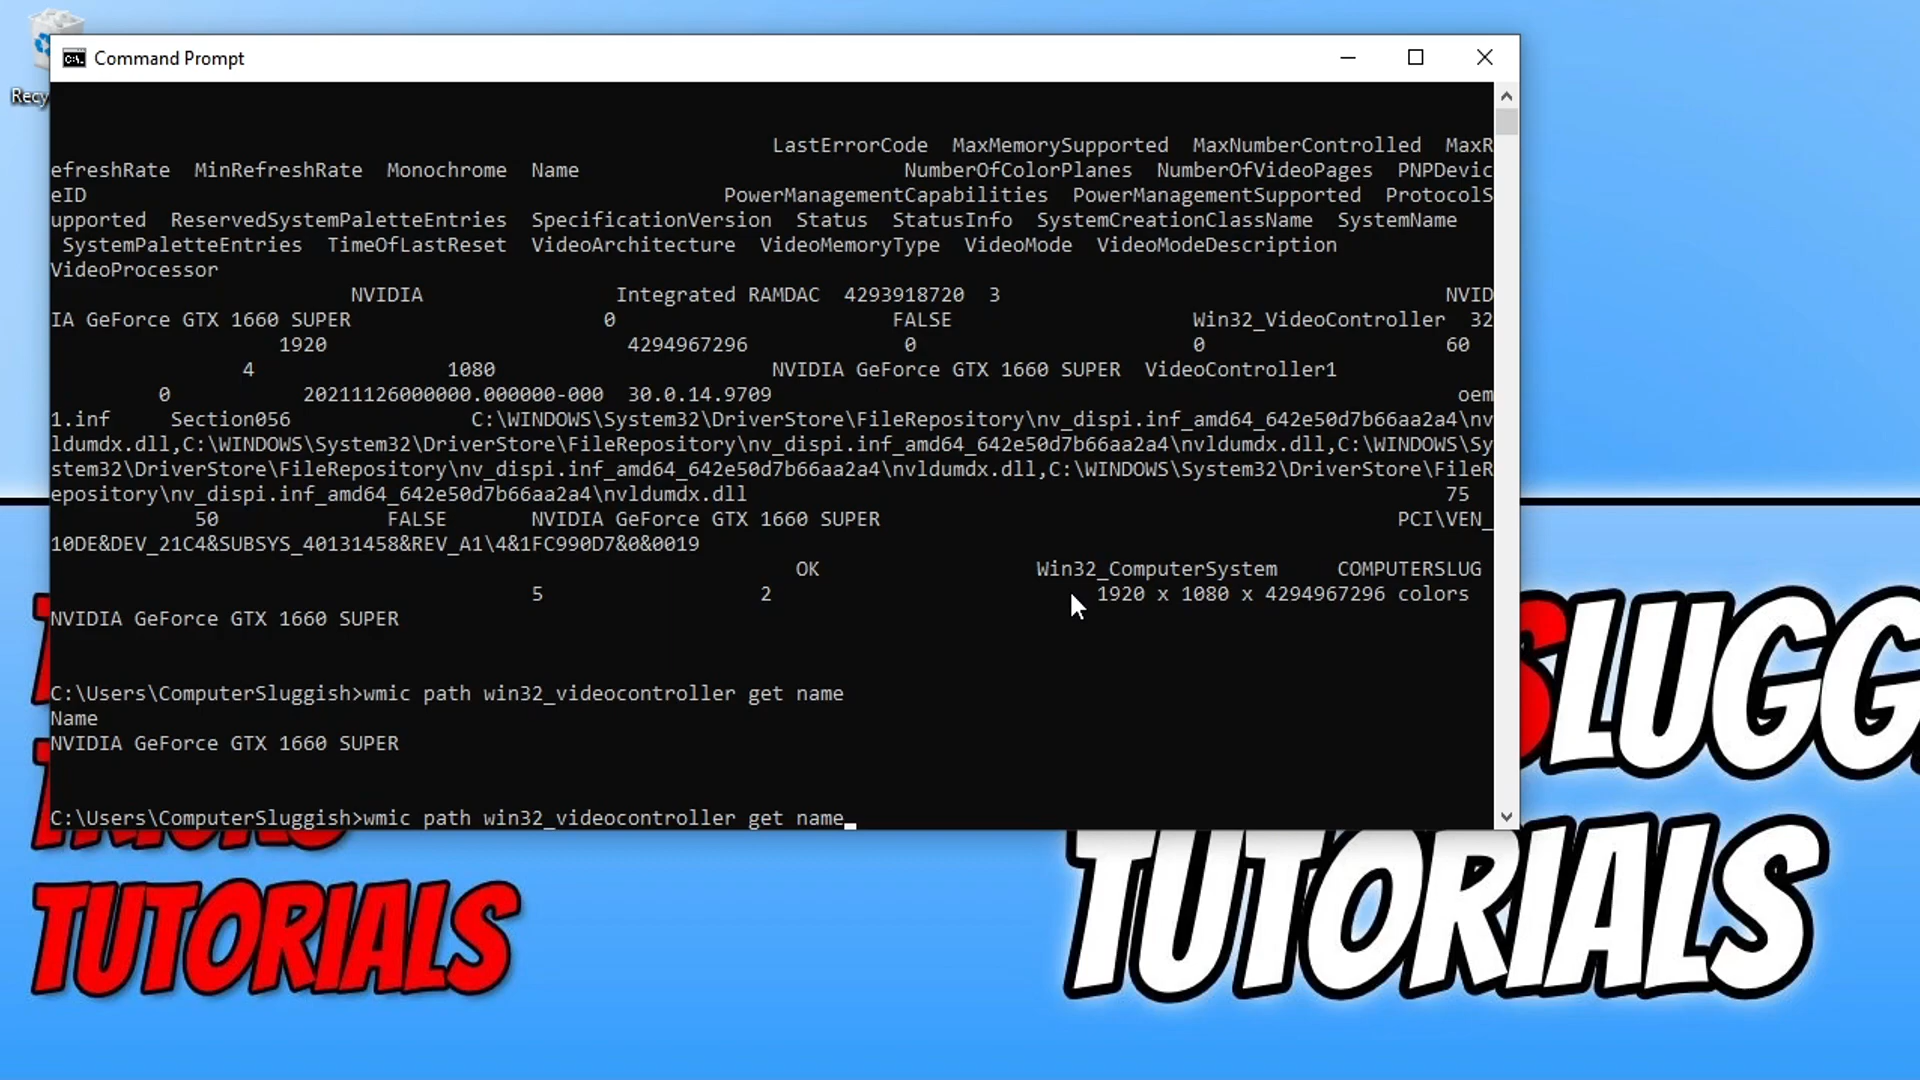 Recy
Command Prompt
LastErrorCode MaxMemorySupported MaxNumberControlled MaxR
efreshRate MinRefreshRate Monochrome Name NumberOfColorPlanes NumberOfVideoPages PNPDevic
eID PowerManagementCapabilities PowerManagementSupported ProtocolS
upported ReservedSystemPaletteEntries SpecificationVersion Status StatusInfo SystemCreationClassName SystemName
SystemPaletteEntries TimeOfLastReset VideoArchitecture VideoMemoryType VideoMode VideoModeDescription
VideoProcessor
NVIDIA Integrated RAMDAC 4293918720 3 NVID
IA GeForce GTX 1660 SUPER 0 FALSE Win32_VideoController 32
1920 4294967296 0 0 60
4 1080 NVIDIA GeForce GTX 1660 SUPER VideoController1
0 20211126000000.000000-000 30.0.14.9709 oem
1.inf Section056 C:\WINDOWS\System32\DriverStore\FileRepository\nv_dispi.inf_amd64_642e50d7b66aa2a4\nv
ldumdx.dll,C:\WINDOWS\System32\DriverStore\FileRepository\nv_dispi.inf_amd64_642e50d7b66aa2a4\nvldumdx.dll,C:\WINDOWS\Sy
stem32\DriverStore\FileRepository\nv_dispi.inf_amd64_642e50d7b66aa2a4\nvldumdx.dll,C:\WINDOWS\System32\DriverStore\FileR
epository\nv_dispi.inf_amd64_642e50d7b66aa2a4\nvldumdx.dll 75
50 FALSE NVIDIA GeForce GTX 1660 SUPER PCI\VEN_
10DE&DEV_21C4&SUBSYS_40131458&REV_A1\4&1FC990D7&0&0019
OK Win32_ComputerSystem COMPUTERSLUG
5 2 1920 x 1080 x 4294967296 colors
NVIDIA GeForce GTX 1660 SUPER
C:\Users\ComputerSluggish>wmic path win32_videocontroller get name
Name
NVIDIA GeForce GTX 1660 SUPER
C:\Users\ComputerSluggish>wmic path win32_videocontroller get name
TUTORIALS
SLUGG
TUTORIALS